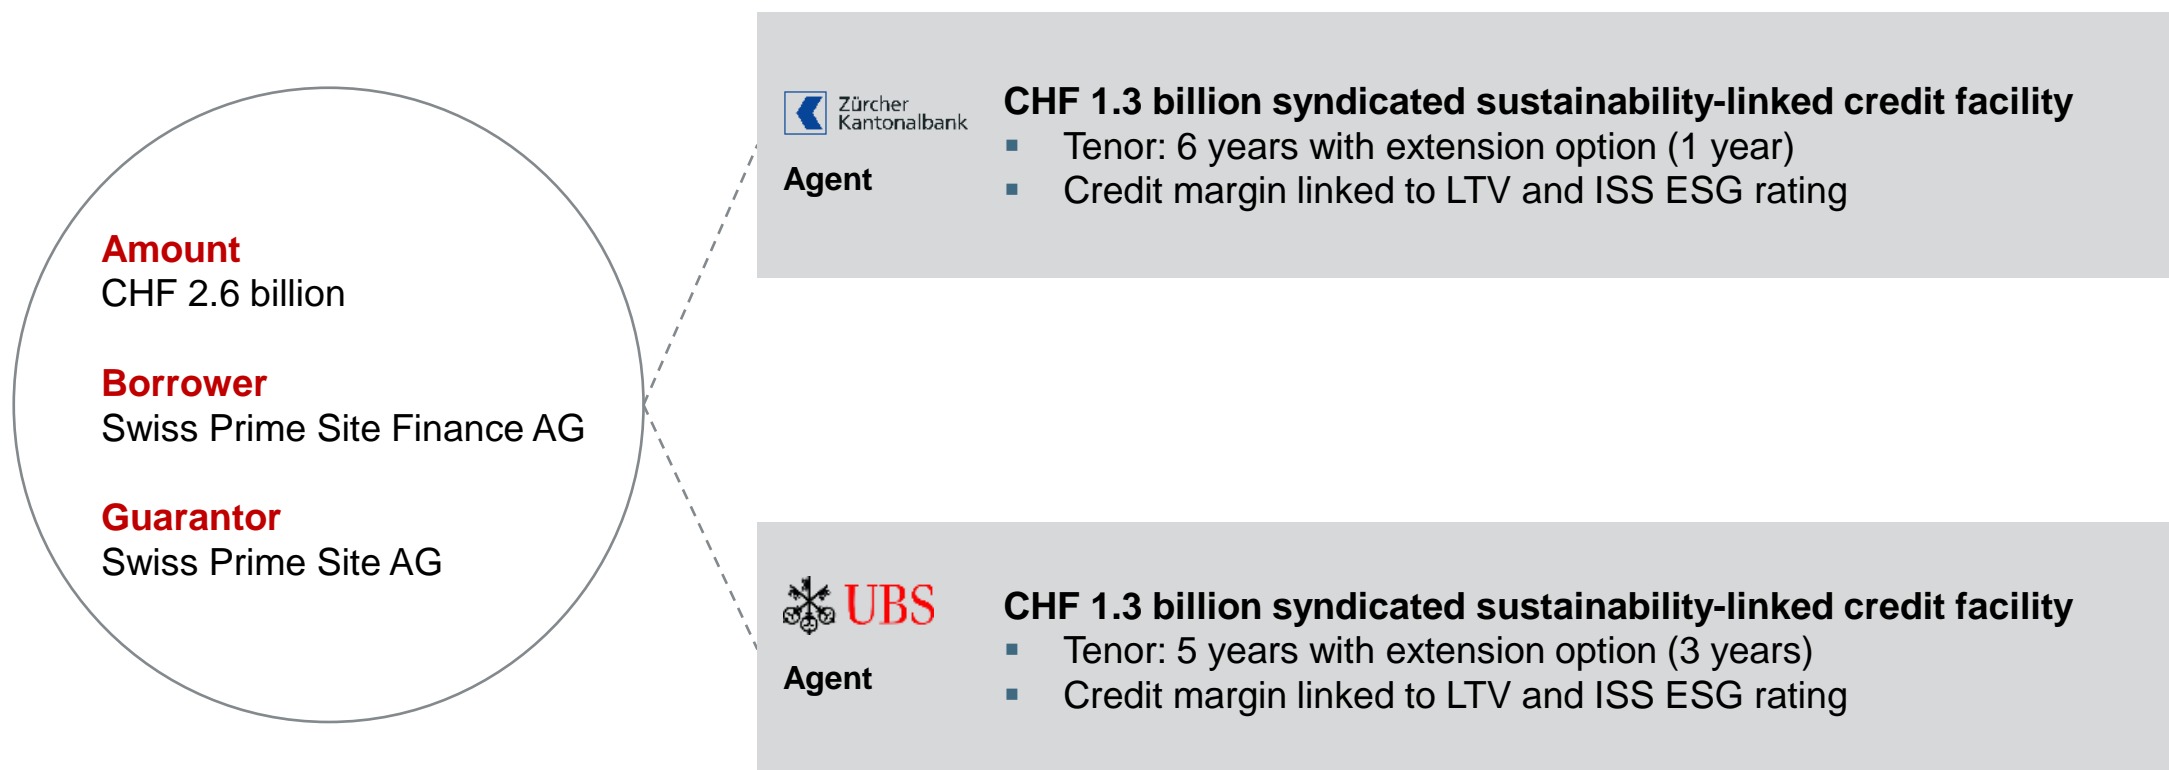 Amount
CHF 2.6 billion
Borrower
Swiss Prime Site Finance AG
Guarantor
Swiss Prime Site AG
Zürcher
Kantonalbank
Agent
CHF 1.3 billion syndicated sustainability-linked credit facility
▪ Tenor: 6 years with extension option (1 year)
▪ Credit margin linked to LTV and ISS ESG rating
UBS
Agent
CHF 1.3 billion syndicated sustainability-linked credit facility
▪ Tenor: 5 years with extension option (3 years)
▪ Credit margin linked to LTV and ISS ESG rating